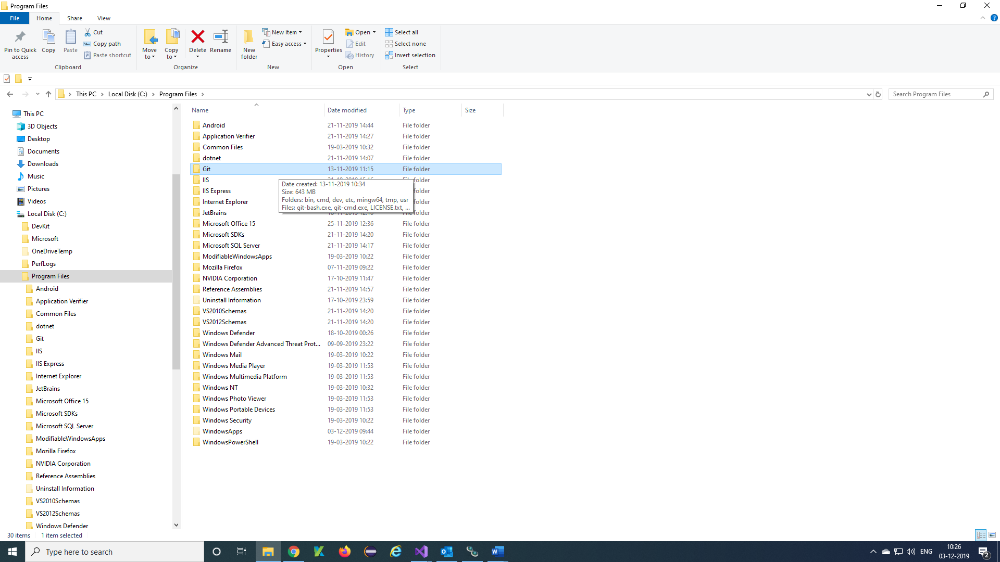 Program Files
File
Home
Share
View
Pin to Quick access
Copy
Paste
Cut
Copy path
Paste shortcut
Clipboard
Move to
Copy to
Delete
Rename
Organize
New folder
New item
Easy access
New
Properties
Open
Edit
History
Open
Select all
Select none
Invert selection
Select
This PC
Local Disk (C:)
Program Files
Search Program Files
This PC
3D Objects
Desktop
Documents
Downloads
Music
Pictures
Videos
Local Disk (C:)
DevKit
Microsoft
OneDriveTemp
PerfLogs
Program Files
Android
Application Verifier
Common Files
dotnet
Git
IIS
IIS Express
Internet Explorer
JetBrains
Microsoft Office 15
Microsoft SDKs
Microsoft SQL Server
ModifiableWindowsApps
Mozilla Firefox
NVIDIA Corporation
Reference Assemblies
Uninstall Information
VS2010Schemas
VS2012Schemas
Windows Defender
Name Date modified Type Size
Android 21-11-2019 14:44 File folder
Application Verifier 21-11-2019 14:27 File folder
Common Files 19-03-2019 10:32 File folder
dotnet 21-11-2019 14:07 File folder
Git 13-11-2019 11:15 File folder
IIS folder
IIS Express folder
Internet Explorer folder
JetBrains folder
Date created: 13-11-2019 10:34
Size: 643 MB
Folders: bin, cmd, dev, etc, mingw64, tmp, usr
Files: git-bash.exe, git-cmd.exe, LICENSE.txt, ...
Microsoft Office 15 25-11-2019 12:36 File folder
Microsoft SDKs 21-11-2019 14:20 File folder
Microsoft SQL Server 21-11-2019 14:17 File folder
ModifiableWindowsApps 19-03-2019 10:22 File folder
Mozilla Firefox 07-11-2019 09:22 File folder
NVIDIA Corporation 17-10-2019 11:47 File folder
Reference Assemblies 21-11-2019 14:57 File folder
Uninstall Information 17-10-2019 23:59 File folder
VS2010Schemas 21-11-2019 14:20 File folder
VS2012Schemas 21-11-2019 14:20 File folder
Windows Defender 18-10-2019 00:26 File folder
Windows Defender Advanced Threat Prot... 09-09-2019 23:22 File folder
Windows Mail 19-03-2019 10:22 File folder
Windows Media Player 19-03-2019 11:53 File folder
Windows Multimedia Platform 19-03-2019 11:53 File folder
Windows NT 19-03-2019 10:32 File folder
Windows Photo Viewer 19-03-2019 11:53 File folder
Windows Portable Devices 19-03-2019 11:53 File folder
Windows Security 19-03-2019 10:22 File folder
WindowsApps 03-12-2019 09:44 File folder
WindowsPowerShell 19-03-2019 10:22 File folder
30 items 1 item selected
Type here to search
ENG
10:26
03-12-2019
2